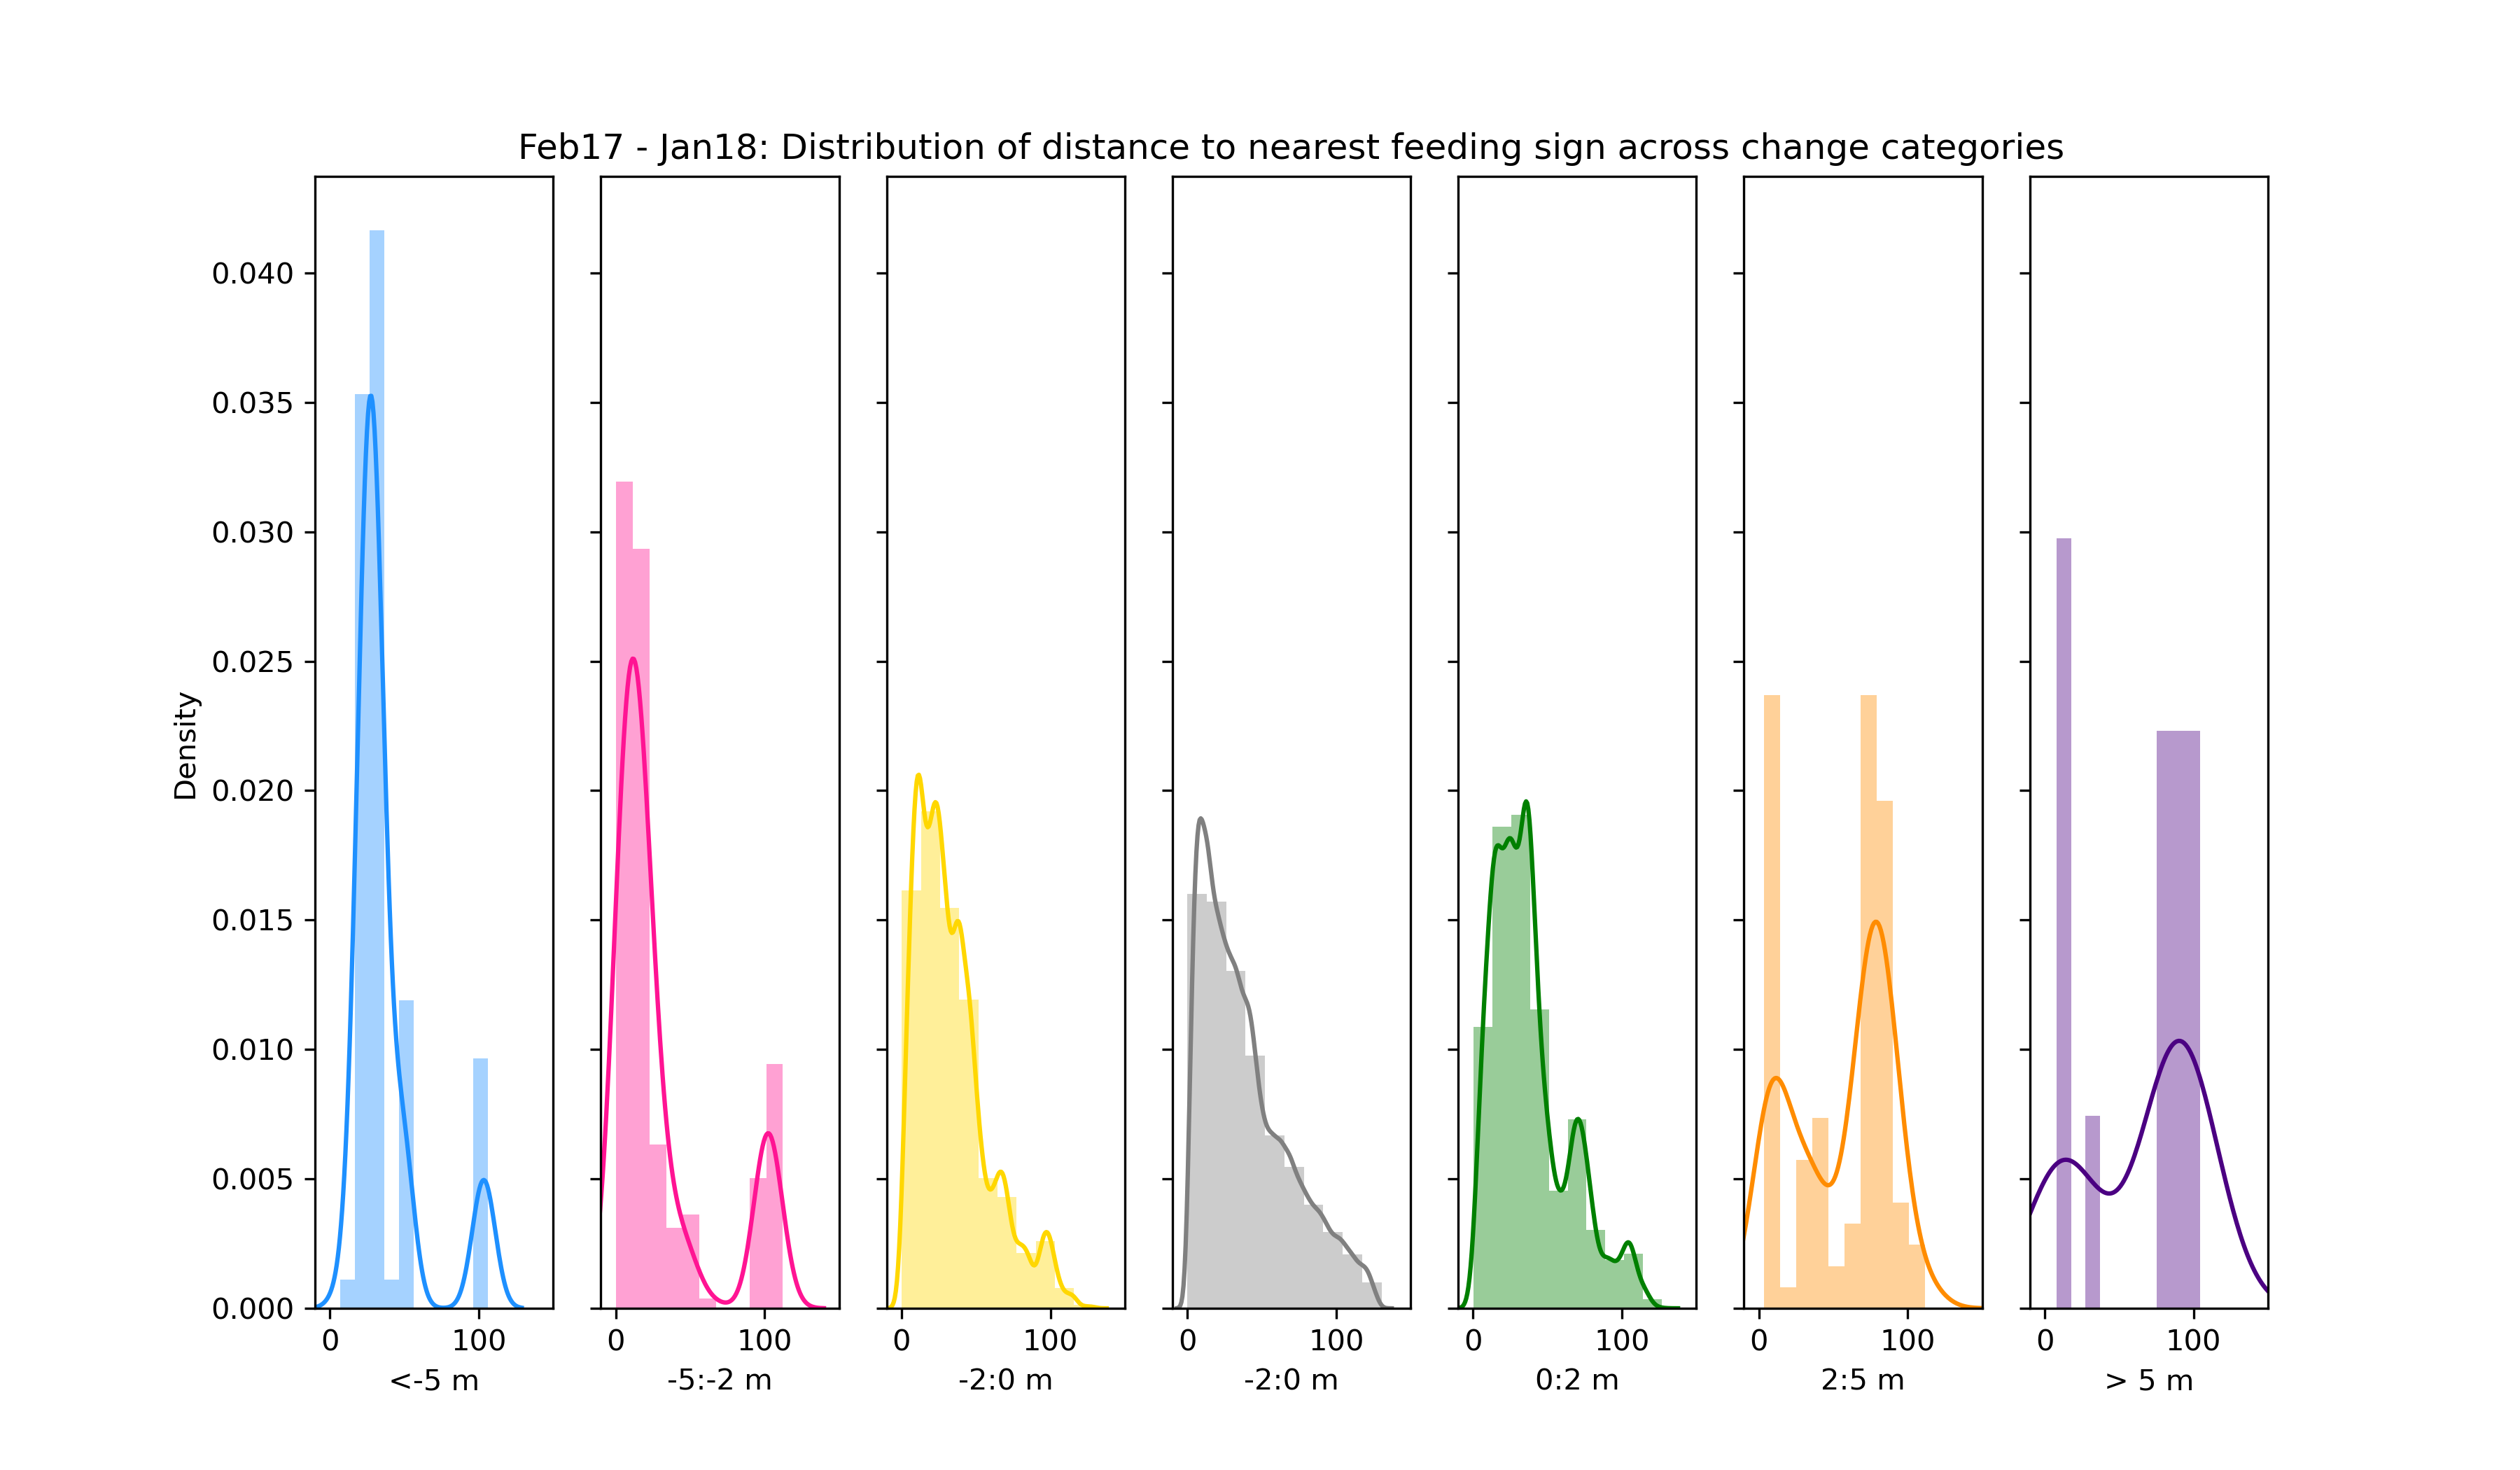 Feb17 - Jan18: Distribution of distance to nearest feeding sign across change categories
Density
0.040
0.035
0.030
0.025
0.020
0.015
0.010
0.005
0.000
0 100 0 100 0 100 0 100 0 100 0 100 0 100
<-5 m -5:-2 m -2:0 m -2:0 m 0:2 m 2:5 m > 5 m